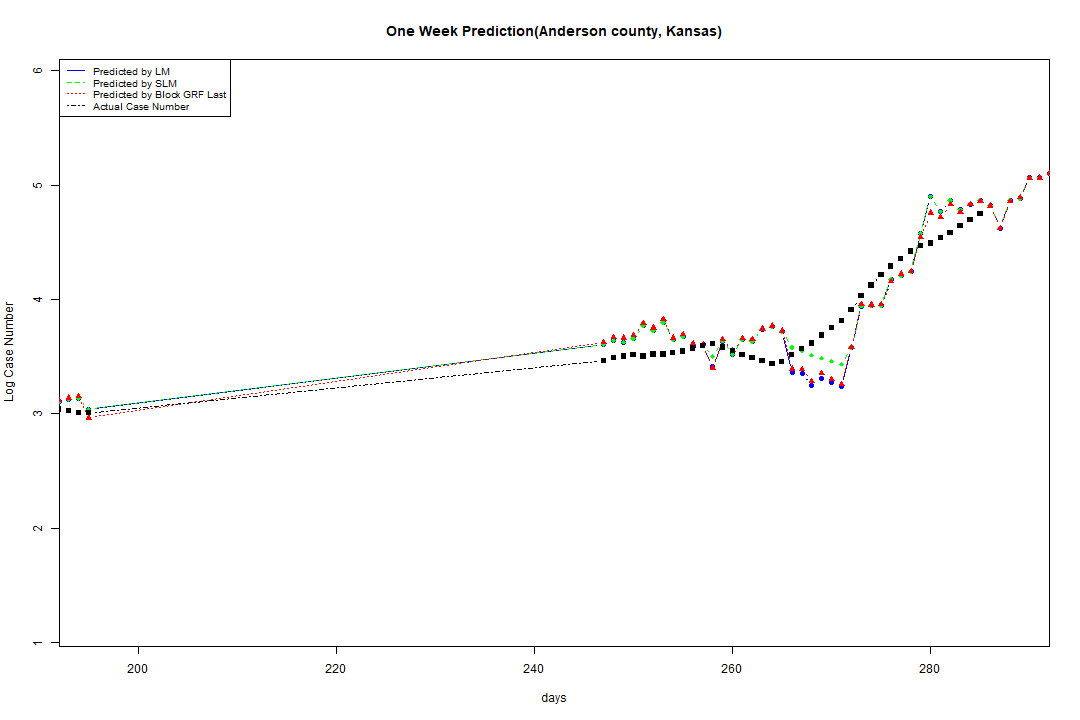 One Week Prediction(Anderson county, Kansas)
Predicted by LM
Predicted by SLM
Predicted by Block GRF Last
Actual Case Number
6
5
4
3
2
1
Log Case Number
200 220 240 260 280
days